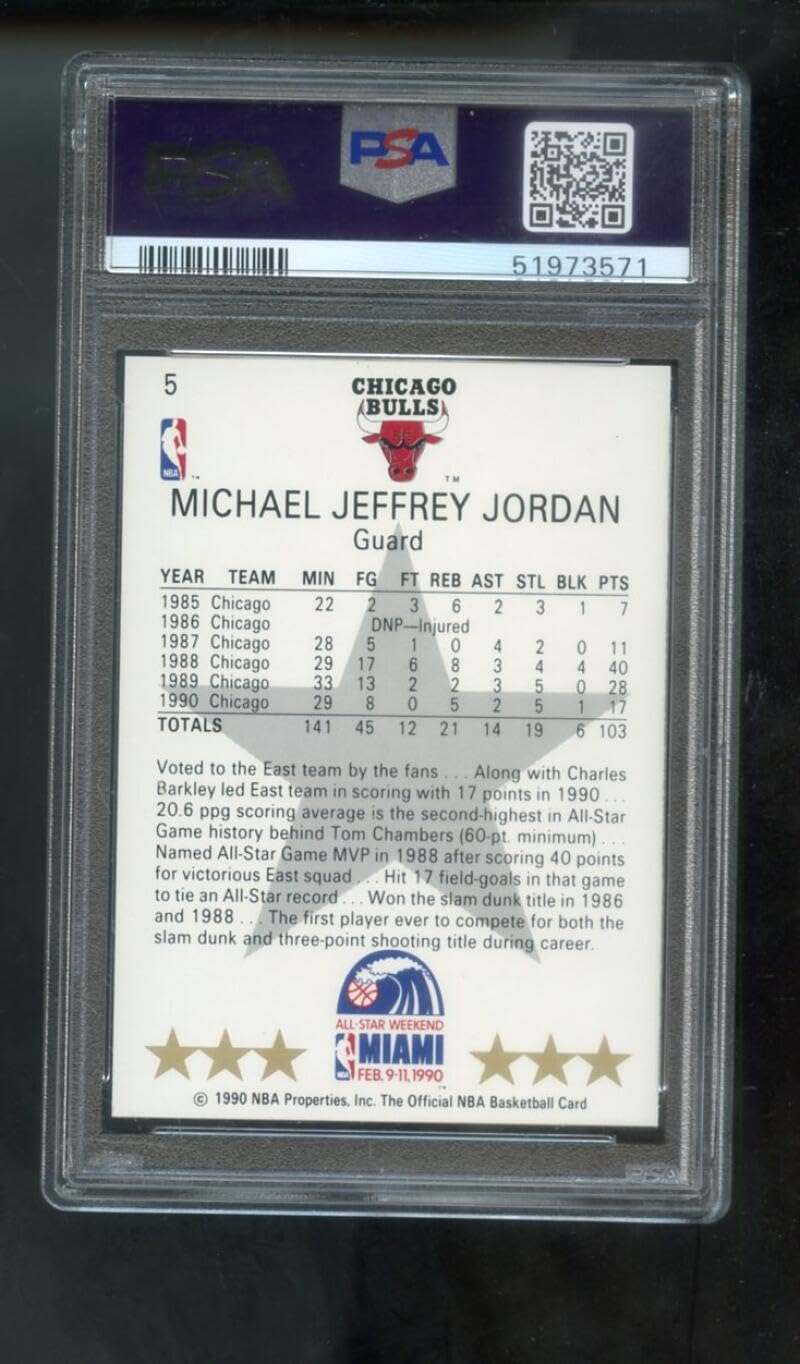 PSA
PSA
51973571
5
CHICAGO
BULLS
TM
NBA
MICHAEL JEFFREY JORDAN
Guard
YEAR TEAM MIN FG FT REB AST STL BLK PTS
1985 Chicago 22 2 3 6 2 3 1 7
1986 Chicago DNP—Injured
1987 Chicago 28 5 1 0 4 2 0 11
1988 Chicago 29 17 6 8 3 4 4 40
1989 Chicago 33 13 2 2 3 5 0 28
1990 Chicago 29 8 0 5 2 5 1 17
TOTALS 141 45 12 21 14 19 6 103
Voted to the East team by the fans . . . Along with Charles
Barkley led East team in scoring with 17 points in 1990 . . .
20.6 ppg scoring average is the second-highest in All-Star
Game history behind Tom Chambers (60-pt. minimum) . . .
Named All-Star Game MVP in 1988 after scoring 40 points
for victorious East squad . . . Hit 17 field-goals in that game
to tie an All-Star record . . . Won the slam dunk title in 1986
and 1988 . . . The first player ever to compete for both the
slam dunk and three-point shooting title during career.
ALL-STAR WEEKEND
NBA MIAMI
FEB. 9-11, 1990
© 1990 NBA Properties, Inc. The Official NBA Basketball Card
PSA